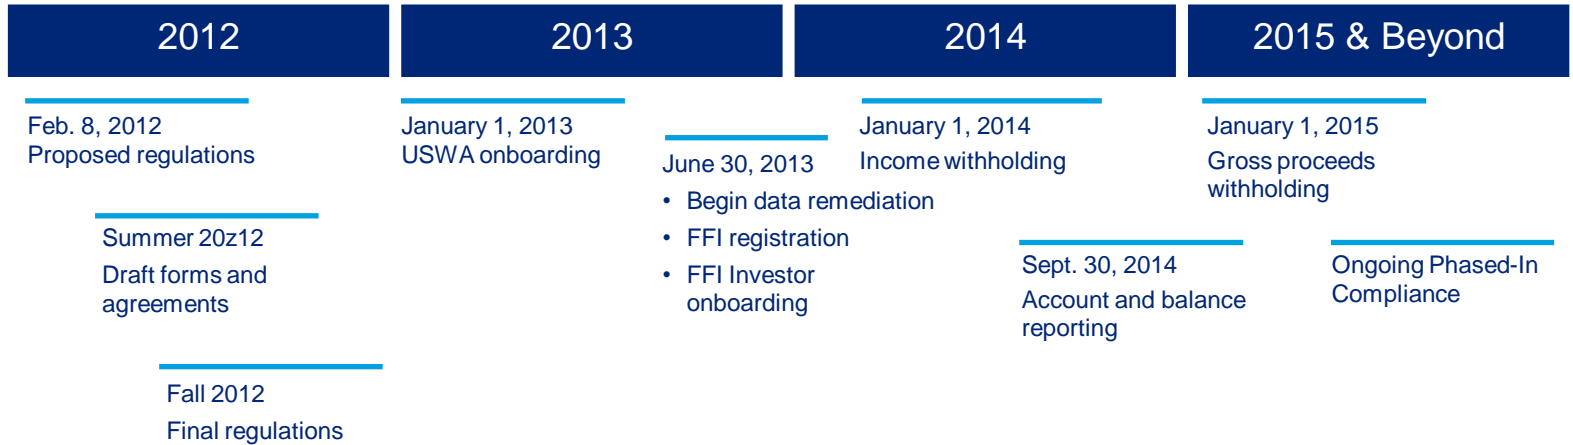 2012
2013
2014
2015 & Beyond
Feb. 8, 2012
Proposed regulations
Summer 20z12
Draft forms and
agreements
Fall 2012
Final regulations
January 1, 2013
USWA onboarding
June 30, 2013
• Begin data remediation
• FFI registration
• FFI Investor
onboarding
January 1, 2014
Income withholding
Sept. 30, 2014
Account and balance
reporting
January 1, 2015
Gross proceeds
withholding
Ongoing Phased-In
Compliance